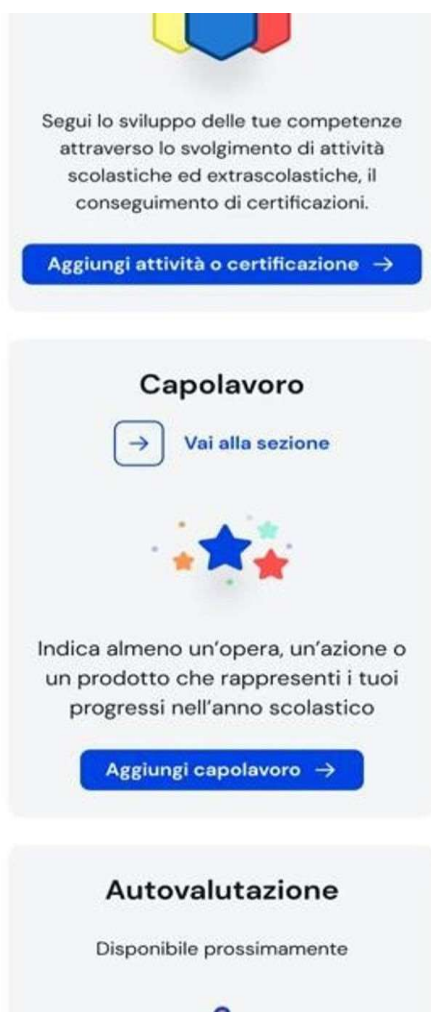 Segui lo sviluppo delle tue competenze
attraverso lo svolgimento di attività
scolastiche ed extrascolastiche, il
conseguimento di certificazioni.
Aggiungi attività o certificazione →
Capolavoro
→ Vai alla sezione
Indica almeno un’opera, un’azione o
un prodotto che rappresenti i tuoi
progressi nell’anno scolastico
Aggiungi capolavoro →
Autovalutazione
Disponibile prossimamente